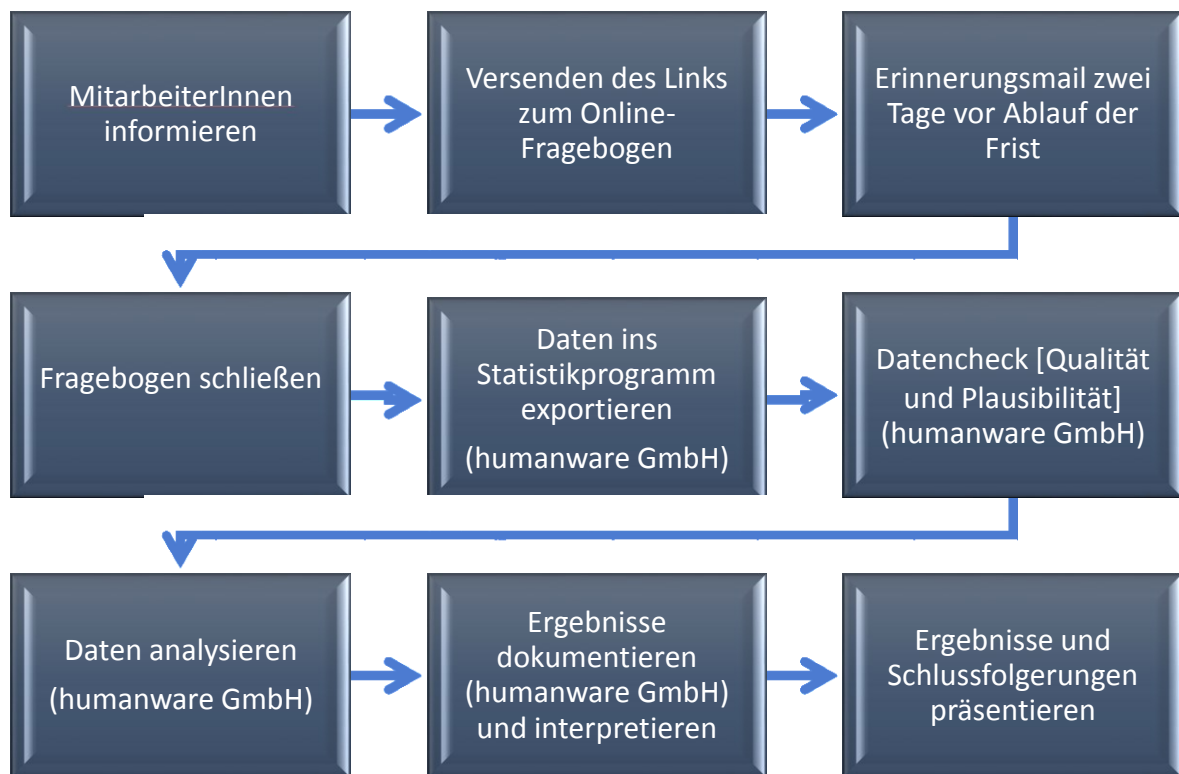 MitarbeiterInnen
informieren
Versenden des Links
zum Online-
Fragebogen
Erinnerungsmail zwei
Tage vor Ablauf der
Frist
Fragebogen schließen
Daten ins
Statistikprogramm
exportieren
(humanware GmbH)
Datencheck [Qualität
und Plausibilität]
(humanware GmbH)
Daten analysieren
(humanware GmbH)
Ergebnisse
dokumentieren
(humanware GmbH)
und interpretieren
Ergebnisse und
Schlussfolgerungen
präsentieren